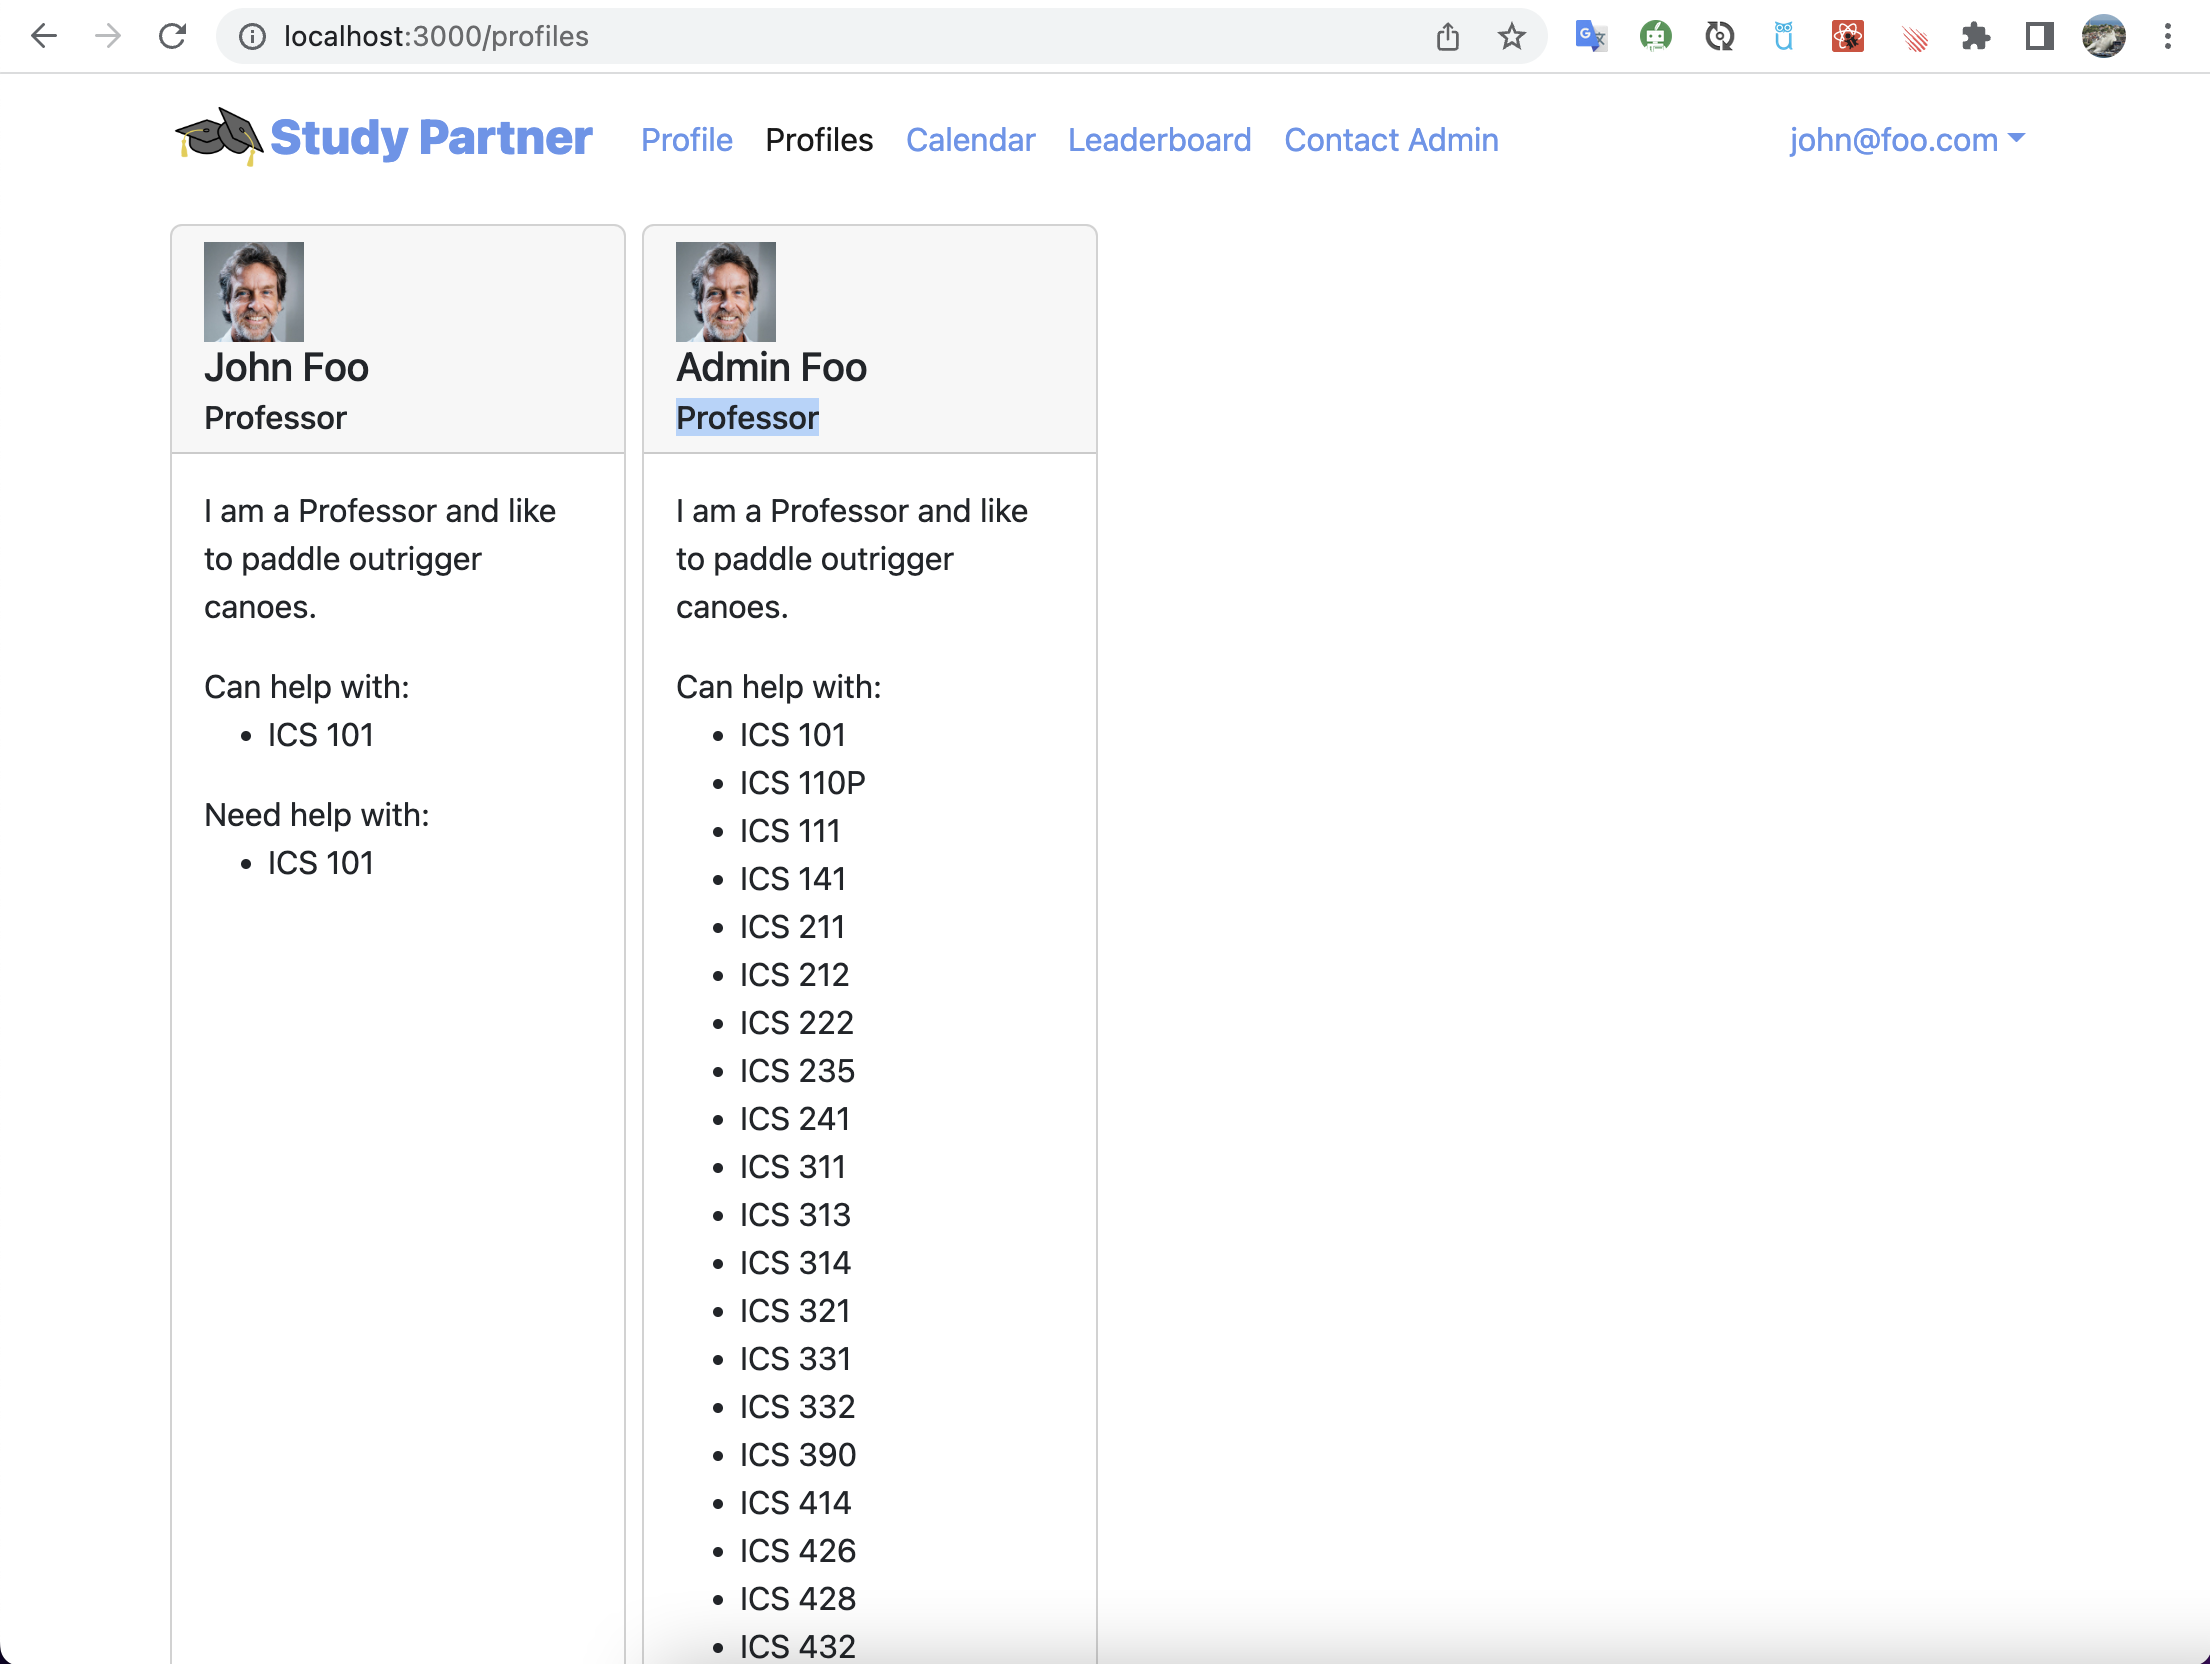 localhost:3000/profiles
Study Partner Profile Profiles Calendar Leaderboard Contact Admin john@foo.com
John Foo
Professor
I am a Professor and like
to paddle outrigger
canoes.
Can help with:
• ICS 101
Need help with:
• ICS 101
Admin Foo
Professor
I am a Professor and like
to paddle outrigger
canoes.
Can help with:
• ICS 101
• ICS 110P
• ICS 111
• ICS 141
• ICS 211
• ICS 212
• ICS 222
• ICS 235
• ICS 241
• ICS 311
• ICS 313
• ICS 314
• ICS 321
• ICS 331
• ICS 332
• ICS 390
• ICS 414
• ICS 426
• ICS 428
• ICS 432